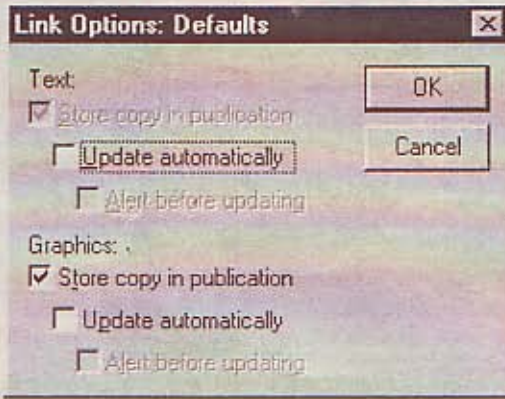 Link Options: Defaults
Text:
Store copy in publication
Update automatically
Alert before updating
Graphics:
Store copy in publication
Update automatically
Alert before updating
OK
Cancel